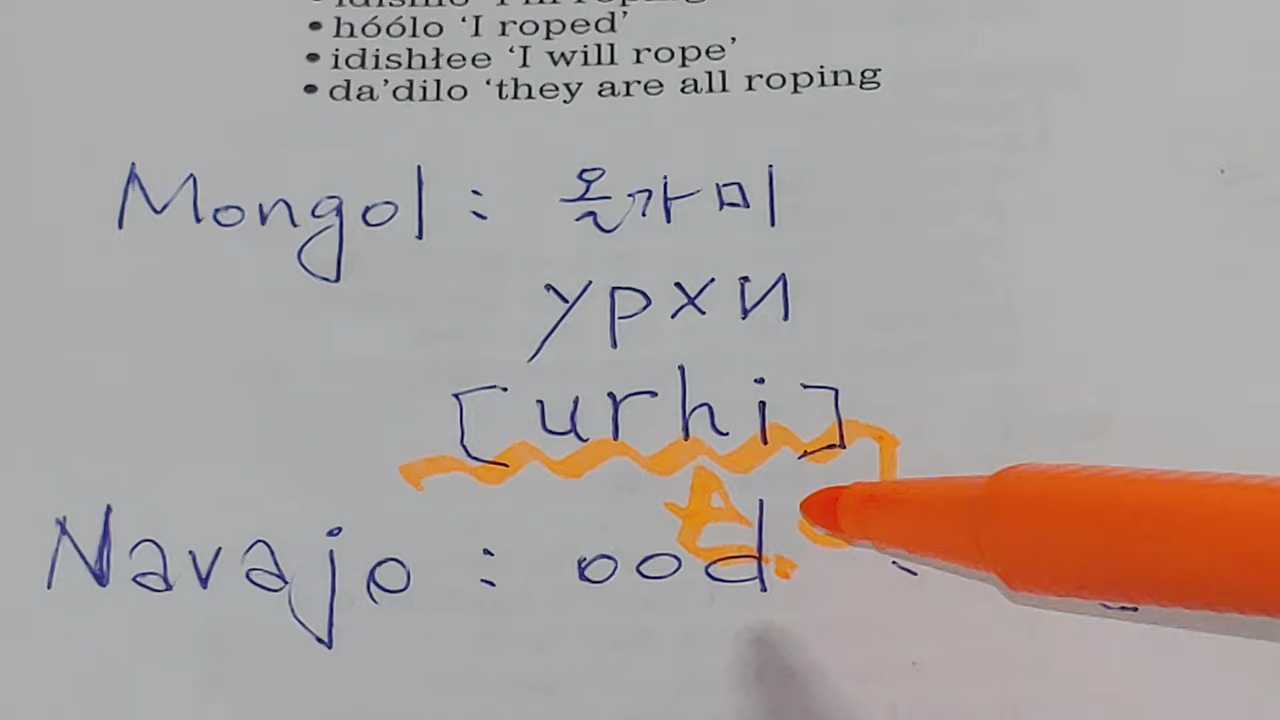 • hóólo ‘I roped’
• idishłee ‘I will rope’
• da’dilo ‘they are all roping
Mongol : 올가미
урхи
[urhi]
Navajo : ood